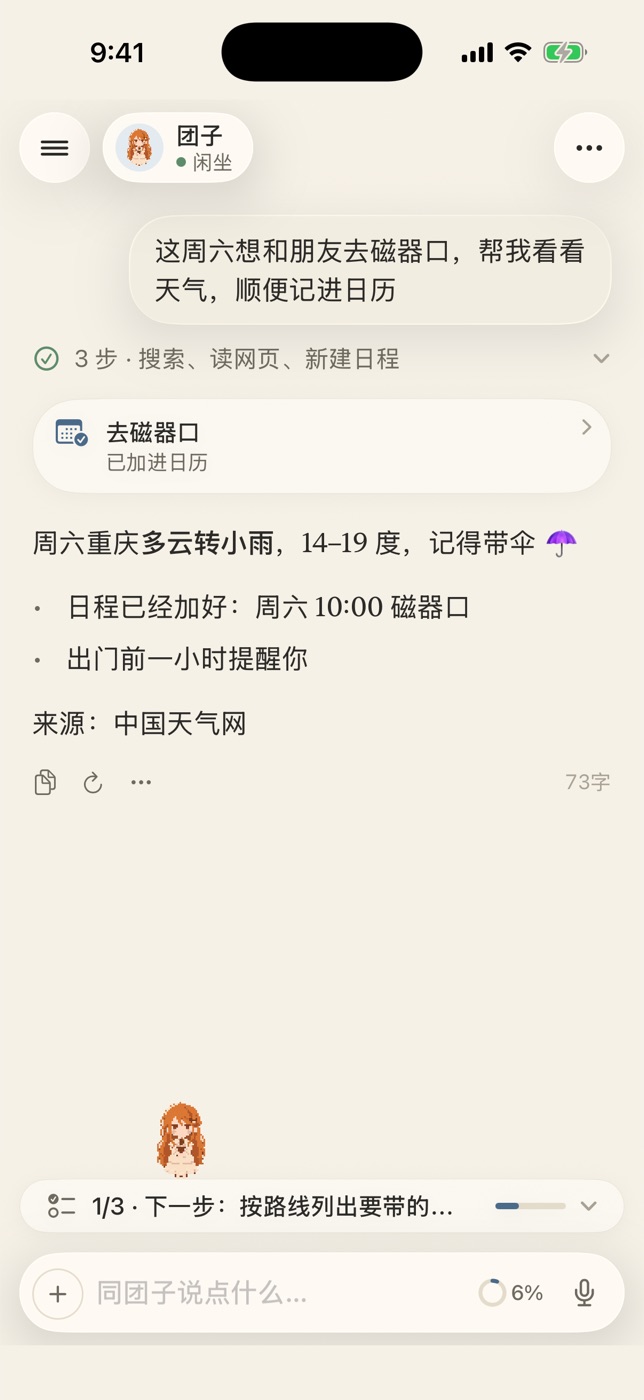 9:41
团子
闲坐
这周六想和朋友去磁器口，帮我看看
天气，顺便记进日历
3 步 · 搜索、读网页、新建日程
去磁器口
已加进日历
周六重庆多云转小雨，14–19 度，记得带伞 ☂️
· 日程已经加好：周六 10:00 磁器口
· 出门前一小时提醒你
来源：中国天气网
73字
1/3 · 下一步：按路线列出要带的...
同团子说点什么...
6%